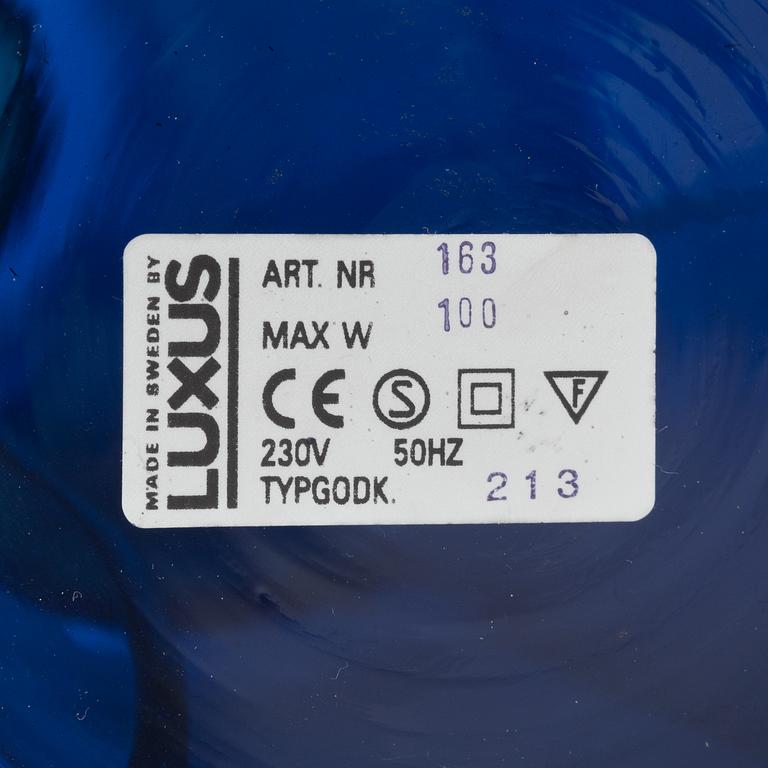 MADE IN SWEDEN BY
LUXUS
ART. NR 163
MAX W 100
CE S F
230V 50HZ
TYPGODK. 213